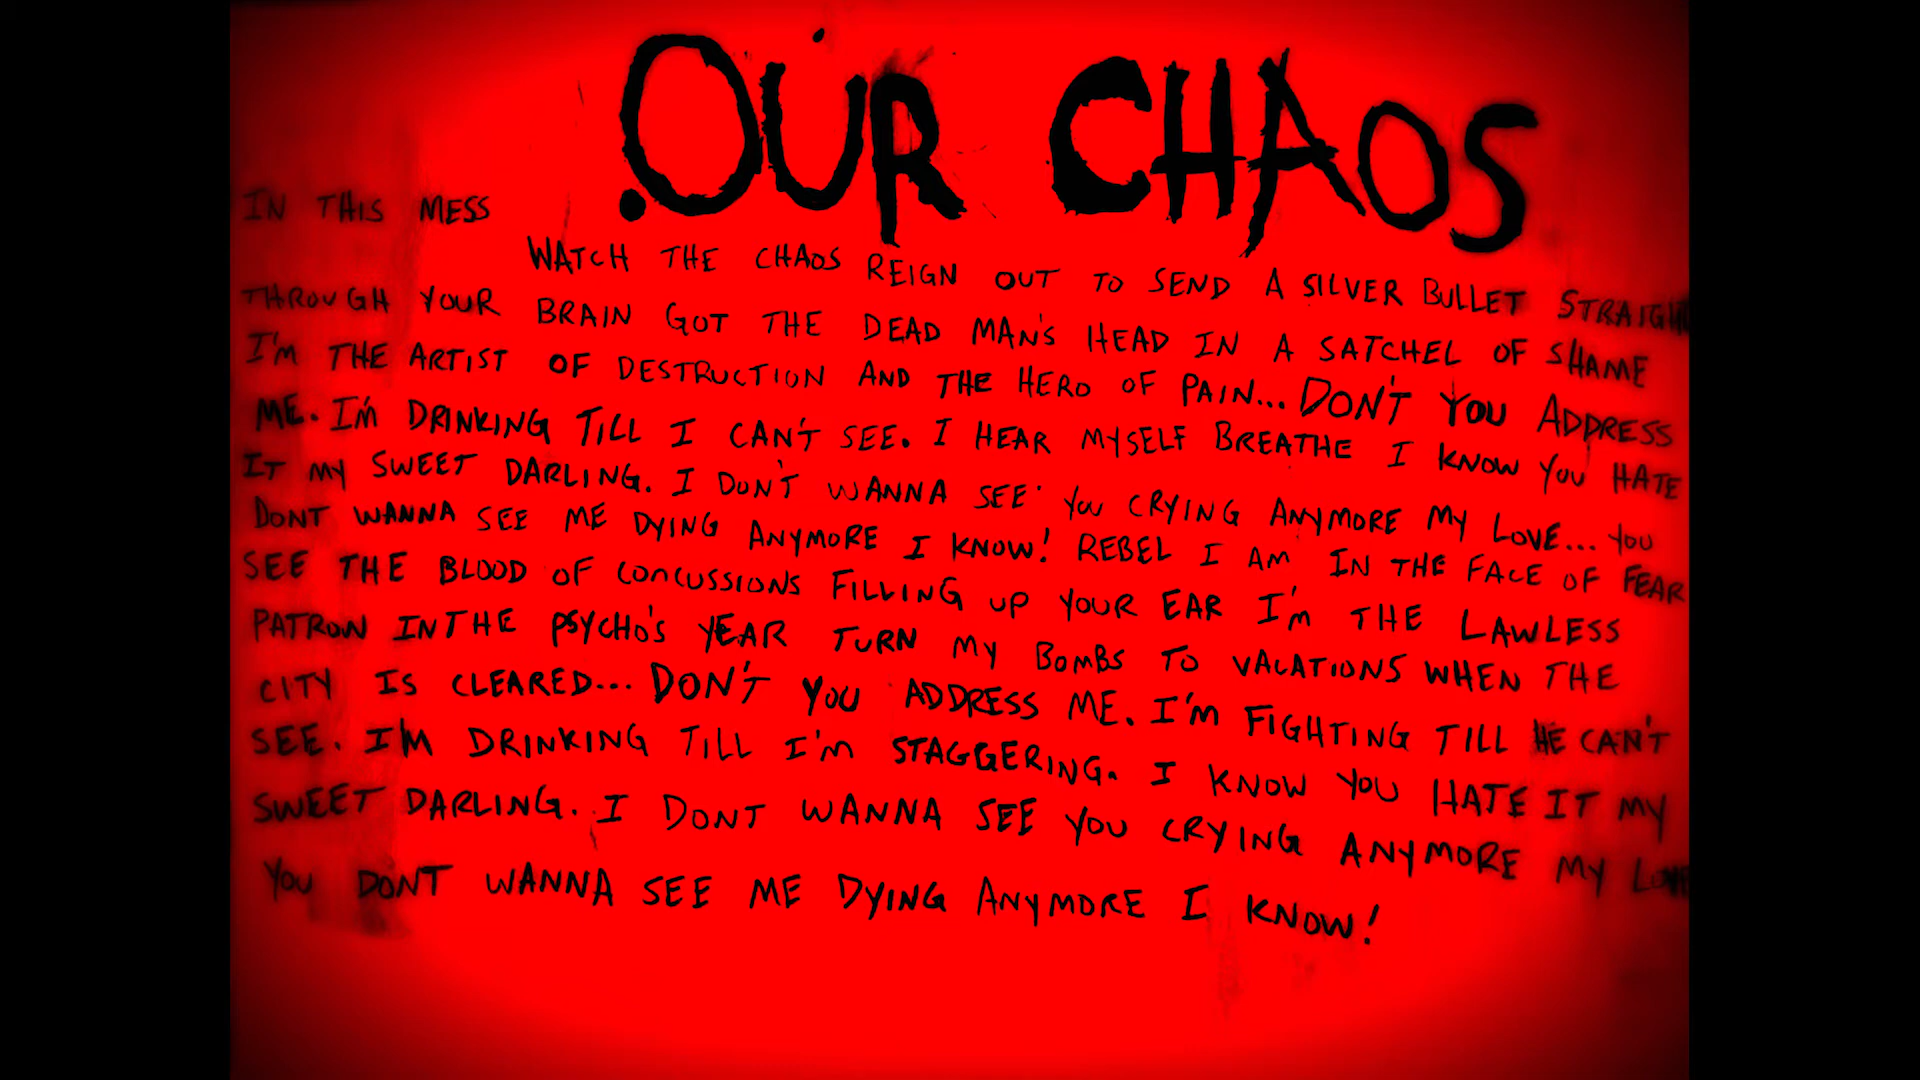 .OUR CHAOS
IN THIS MESS
WATCH THE CHAOS REIGN OUT TO SEND A SILVER BULLET STRAIGH
THROUGH YOUR BRAIN GOT THE DEAD MAN'S HEAD IN A SATCHEL OF SHAME
I'M THE ARTIST OF DESTRUCTION AND THE HERO OF PAIN... DON'T YOU ADDRESS
ME. I'M DRINKING TILL I CAN'T SEE. I HEAR MYSELF BREATHE I KNOW YOU HATE
IT MY SWEET DARLING. I DON'T WANNA SEE YOU CRYING ANYMORE MY LOVE... YOU
DONT WANNA SEE ME DYING ANYMORE I KNOW! REBEL I AM IN THE FACE OF FEAR
SEE THE BLOOD OF CONCUSSIONS FILLING UP YOUR EAR I'M THE LAWLESS
PATRON IN THE PSYCHO'S YEAR TURN MY BOMBS TO VACATIONS WHEN THE
CITY IS CLEARED... DON'T YOU ADDRESS ME. I'M FIGHTING TILL HE CAN'T
SEE. I'M DRINKING TILL I'M STAGGERING. I KNOW YOU HATE IT MY
SWEET DARLING. I DONT WANNA SEE YOU CRYING ANYMORE MY LOVE
YOU DONT WANNA SEE ME DYING ANYMORE I KNOW!